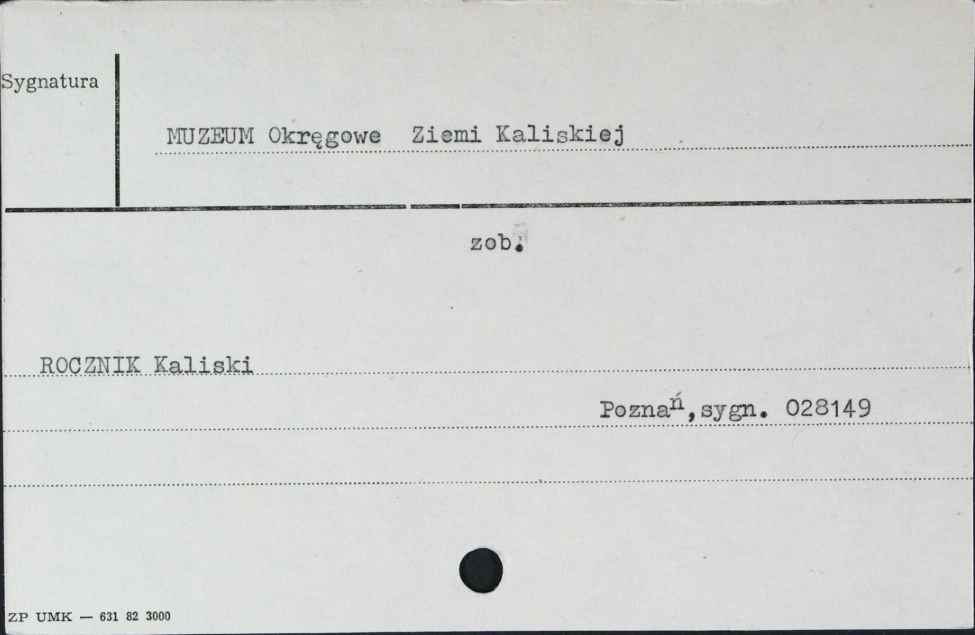 Sygnatura
MUZEUM Okręgowe Ziemi Kaliskiej
zob.
ROCZNIK Kaliski
Poznań, sygn. 028149
ZP UMK — 631 82 3000